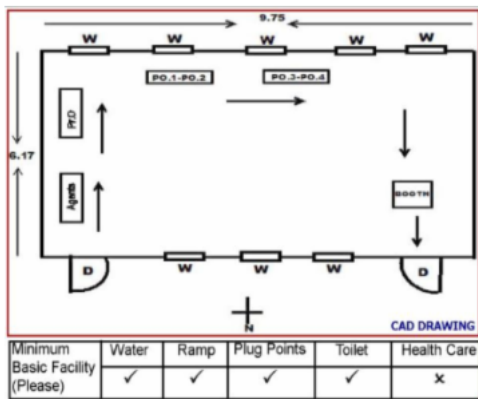 9.75
W W W W W
PO.1-PO.2 PO.3-PO.4
Pr.O
6.17
Agents
BOOTH
D W W W D
N
CAD DRAWING
Minimum Basic Facility (Please) Water Ramp Plug Points Toilet Health Care
✓ ✓ ✓ ✓ x